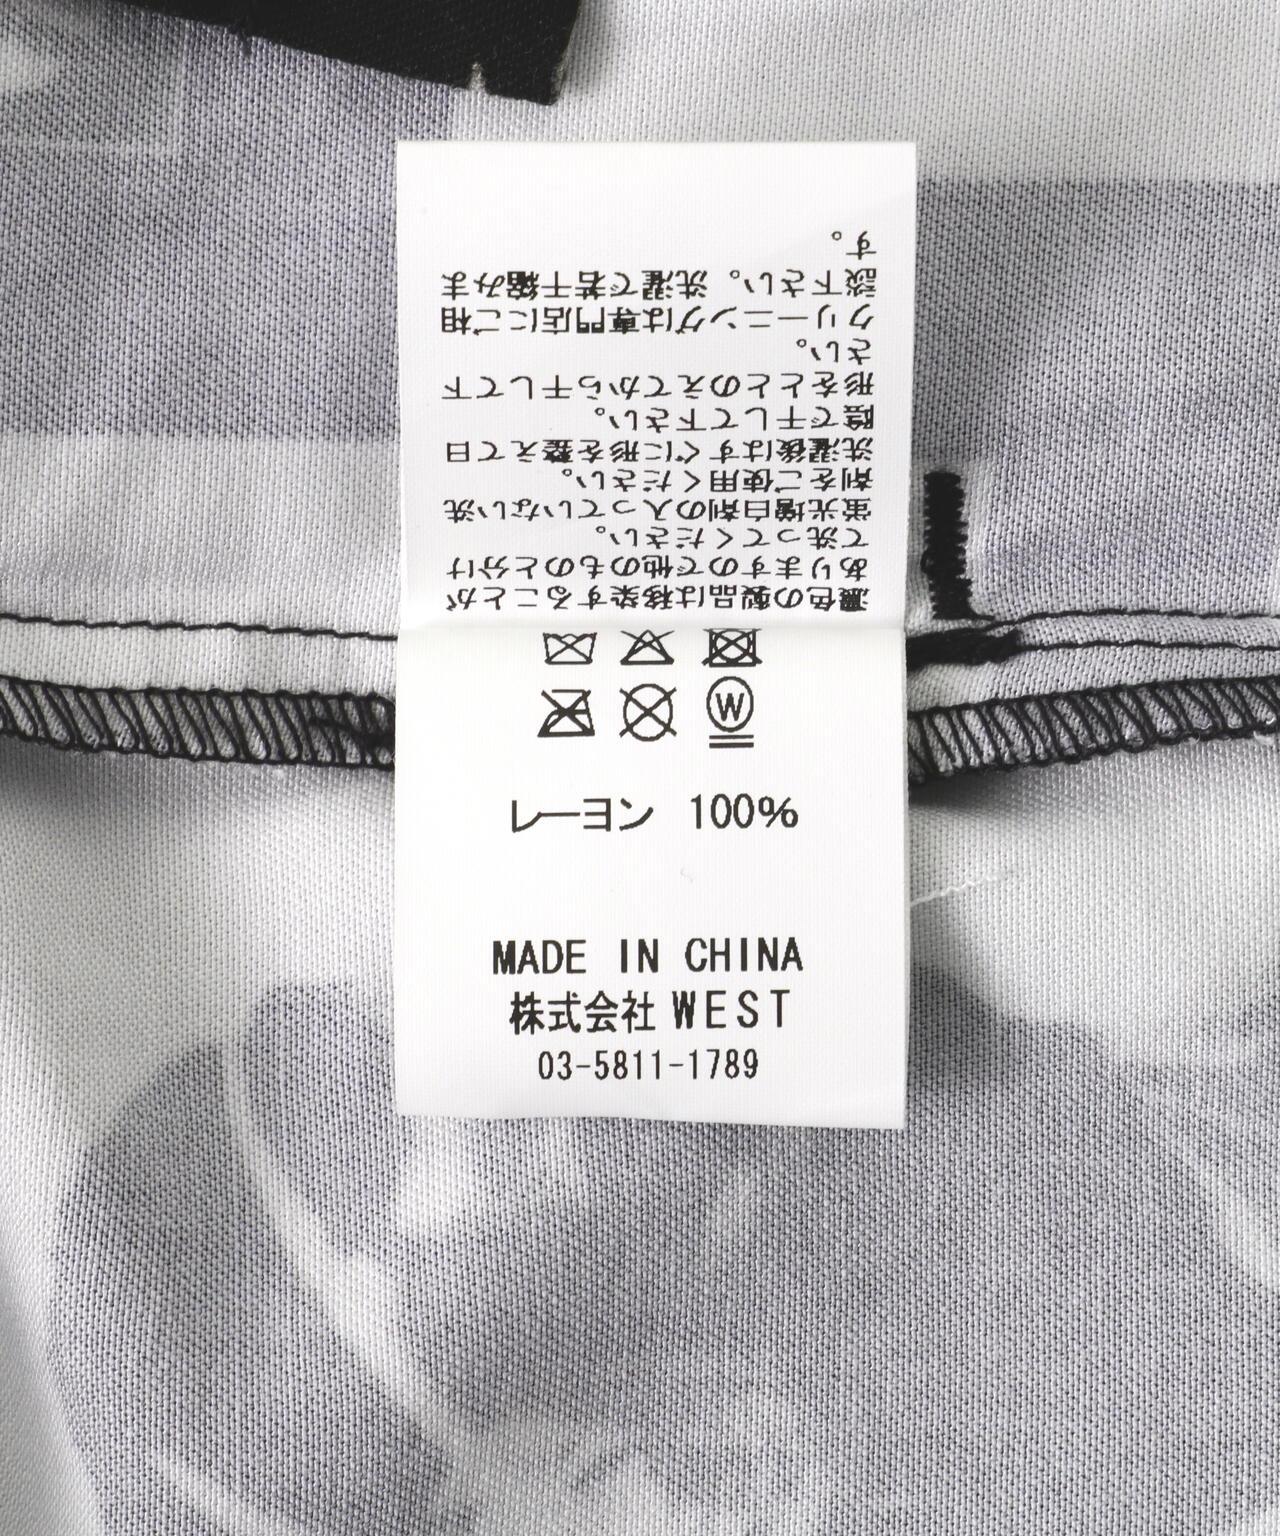 濃色の製品は移染することが
ありますので他のものと分け
て洗ってください。
蛍光増白剤の入っていない洗
剤をご使用ください。
洗濯後はすぐに形を整えて日
陰で干して下さい。
形をととのえてから干して下
さい。
クリーニングは専門店にご相
談下さい。洗濯で若干縮みま
す。
W
レーヨン 100%
MADE IN CHINA
株式会社 WEST
03-5811-1789